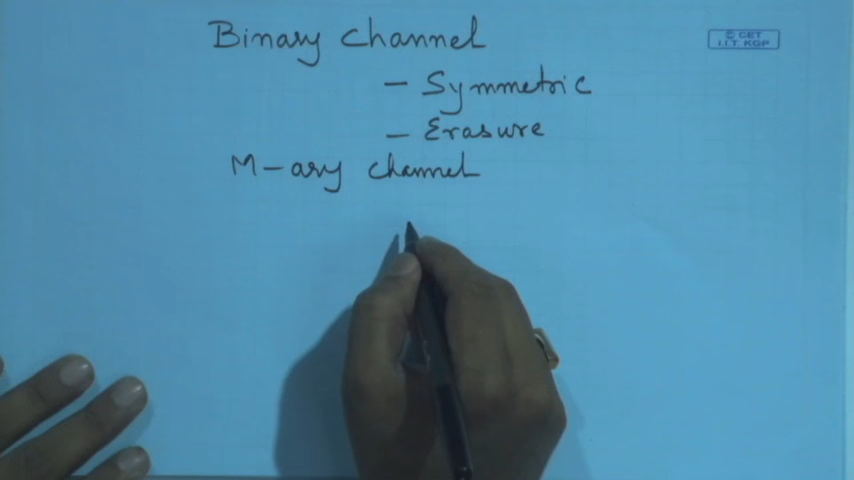 Binary Channel
© CET
I.I.T. KGP
- Symmetric
- Erasure
M-ary channel